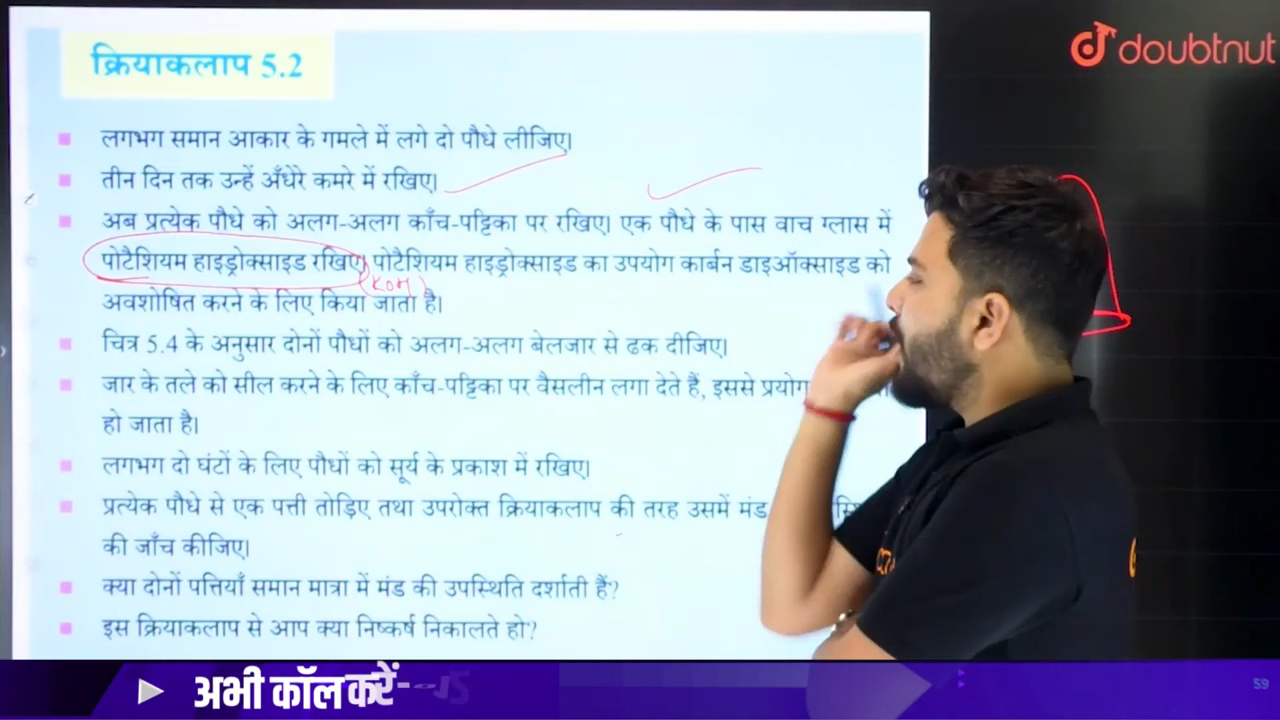 doubtnut
क्रियाकलाप 5.2
लगभग समान आकार के गमले में लगे दो पौधे लीजिए।
तीन दिन तक उन्हें अँधेरे कमरे में रखिए।
अब प्रत्येक पौधे को अलग-अलग काँच-पट्टिका पर रखिए। एक पौधे के पास वाच ग्लास में
पोटैशियम हाइड्रोक्साइड रखिए। पोटैशियम हाइड्रोक्साइड का उपयोग कार्बन डाइऑक्साइड को
(KOH)
अवशोषित करने के लिए किया जाता है।
चित्र 5.4 के अनुसार दोनों पौधों को अलग-अलग बेलजार से ढक दीजिए।
जार के तले को सील करने के लिए काँच-पट्टिका पर वैसलीन लगा देते हैं, इससे प्रयोग
हो जाता है।
लगभग दो घंटों के लिए पौधों को सूर्य के प्रकाश में रखिए।
प्रत्येक पौधे से एक पत्ती तोड़िए तथा उपरोक्त क्रियाकलाप की तरह उसमें मंड
की जाँच कीजिए।
क्या दोनों पत्तियाँ समान मात्रा में मंड की उपस्थिति दर्शाती हैं?
इस क्रियाकलाप से आप क्या निष्कर्ष निकालते हो?
अभी कॉल करें-
59